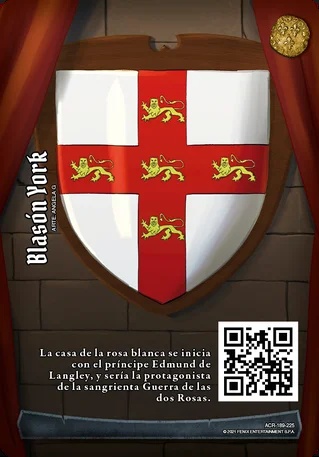 Blasón York
ARTE: ANGELA G.
La casa de la rosa blanca se inicia
con el príncipe Edmund de
Langley, y sería la protagonista
de la sangrienta Guerra de las
dos Rosas.
ACR-189-225
© 2021 FENIX ENTERTAINMENT S.P.A.